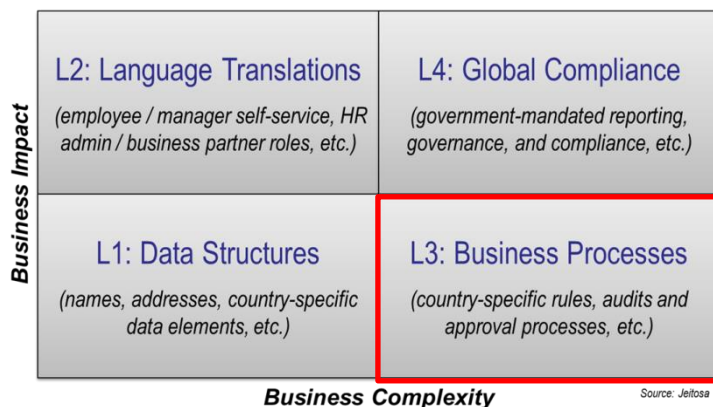 L2: Language Translations
(employee / manager self-service, HR
admin / business partner roles, etc.)
L4: Global Compliance
(government-mandated reporting,
governance, and compliance, etc.)
Business Impact
L1: Data Structures
(names, addresses, country-specific
data elements, etc.)
L3: Business Processes
(country-specific rules, audits and
approval processes, etc.)
Business Complexity
Source: Jeitosa